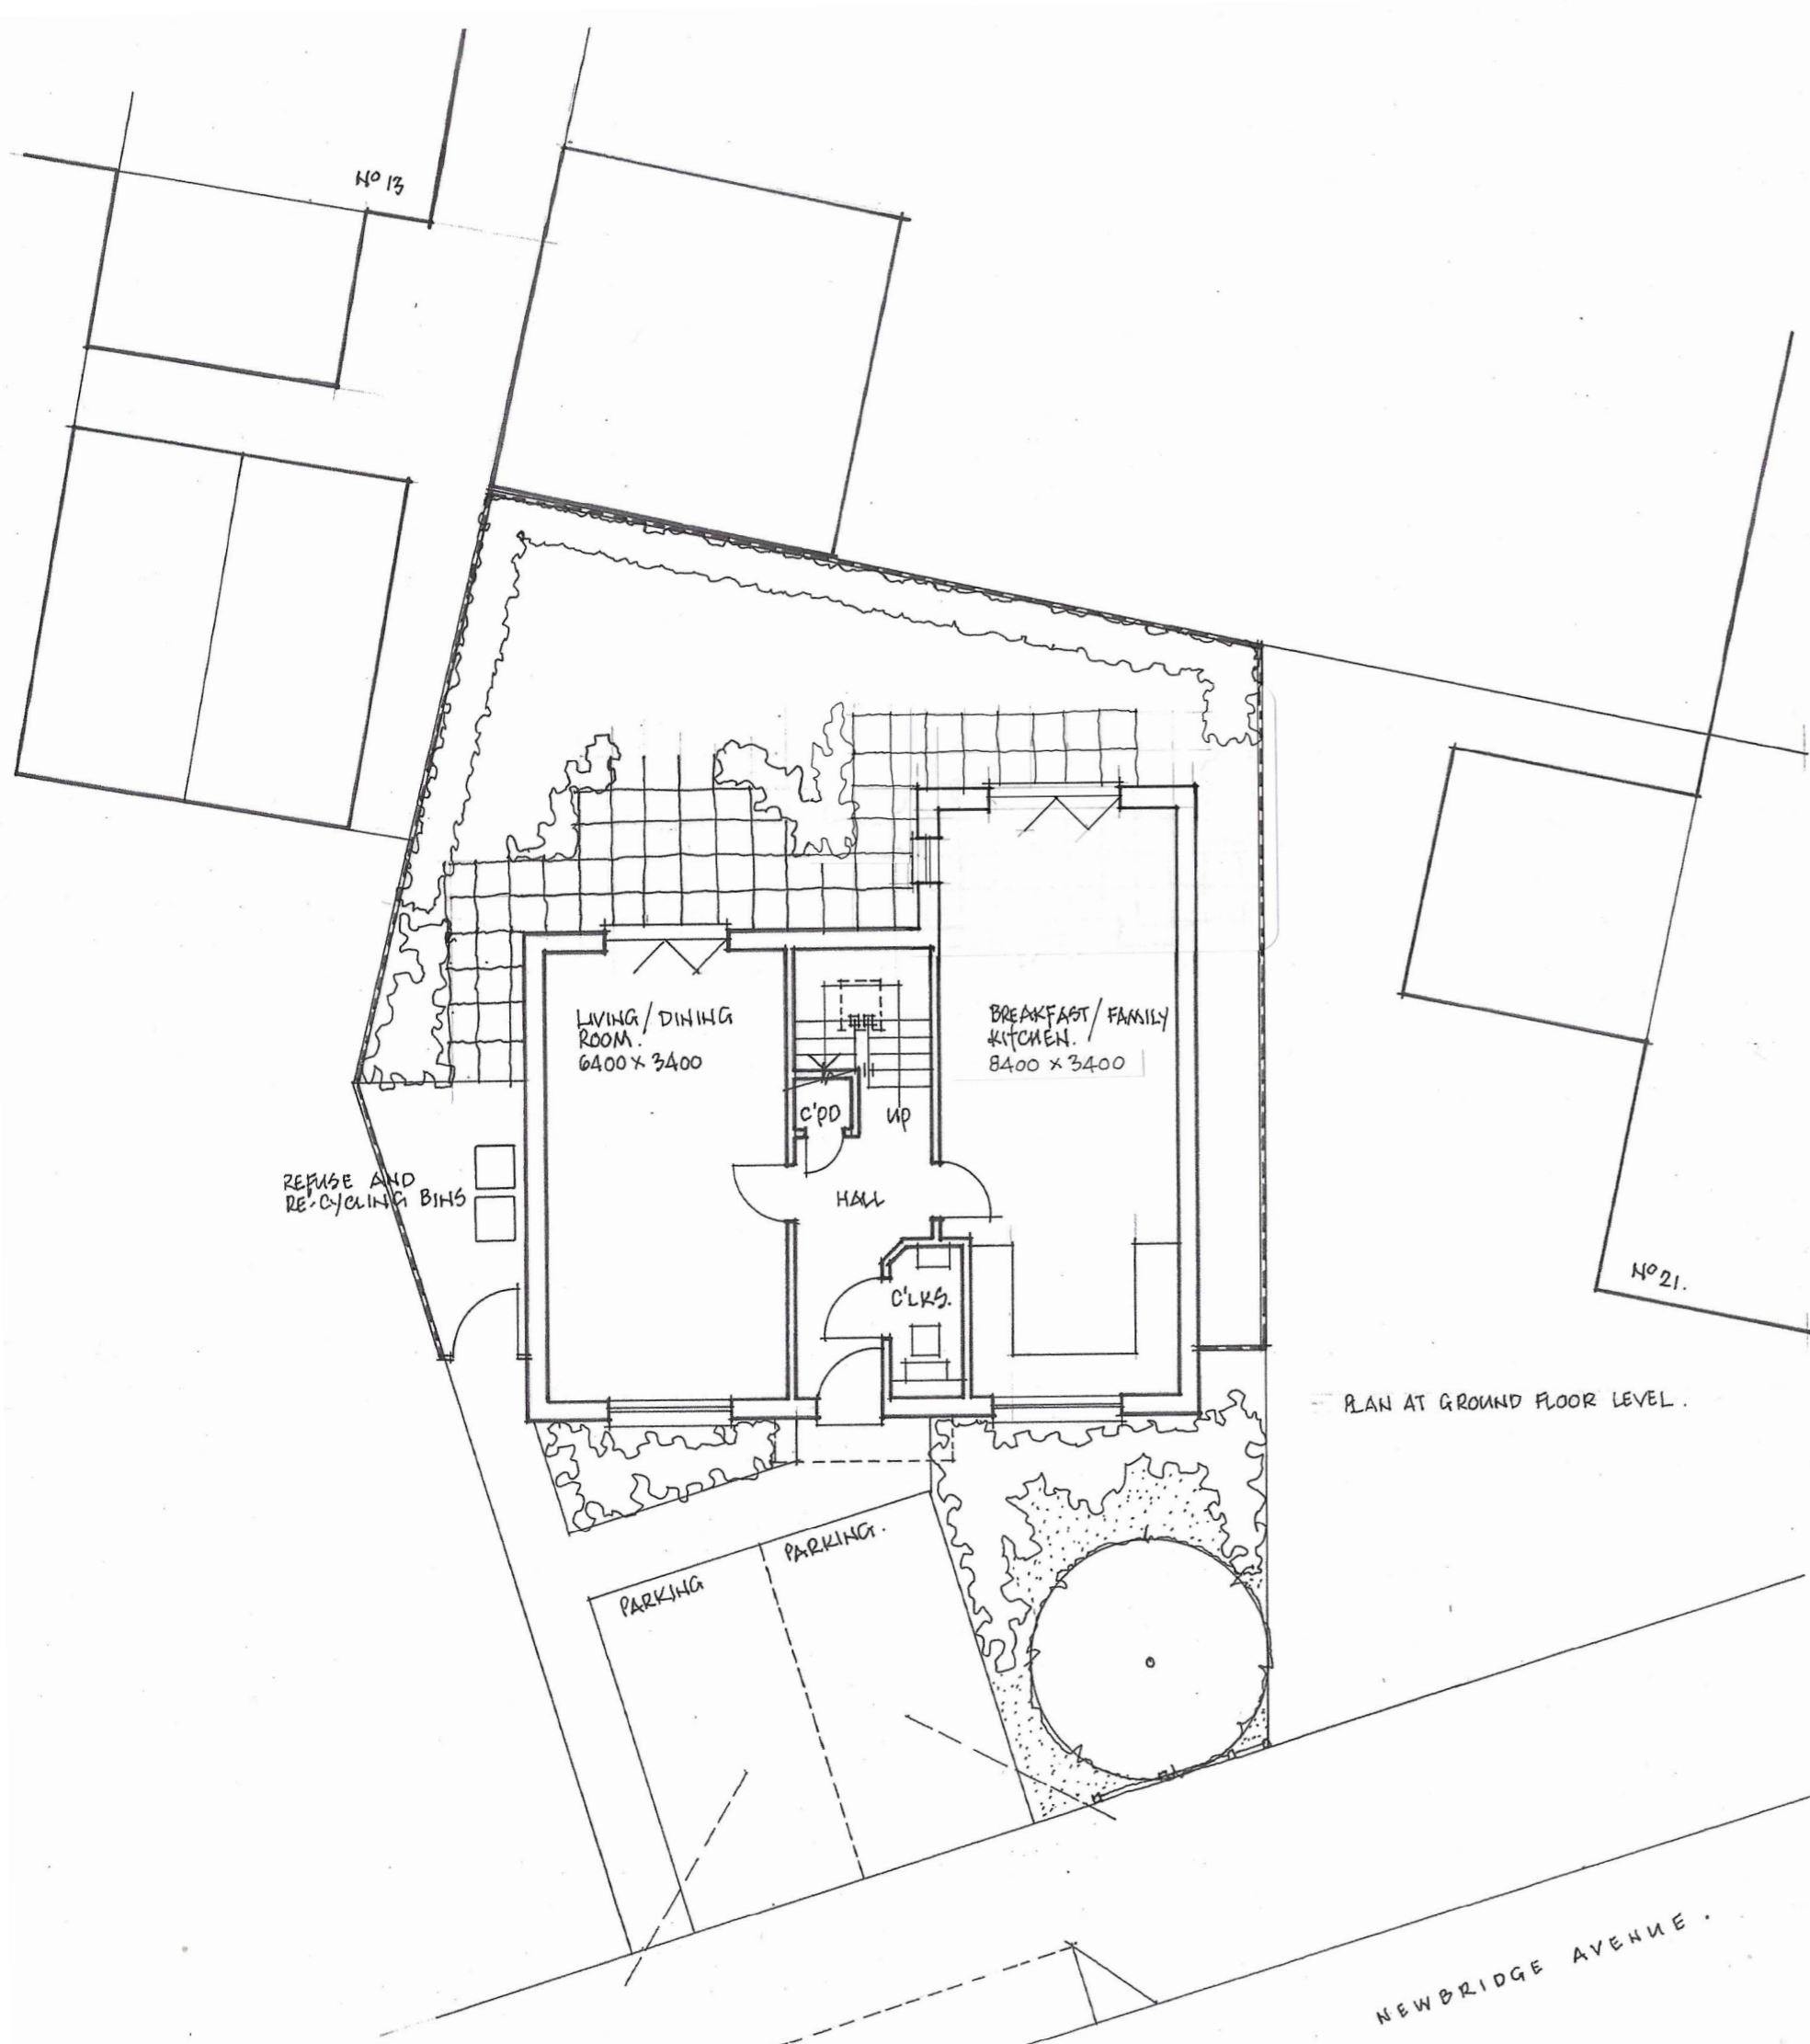 Nº 13
LIVING/DINING
ROOM.
6400 x 3400
BREAKFAST/FAMILY
KITCHEN.
8400 x 3400
C'PD
UP
REFUSE AND
RE-CYCLING BINS
HALL
C'LKS.
Nº 21.
PLAN AT GROUND FLOOR LEVEL.
PARKING.
PARKING
NEWBRIDGE AVENUE.